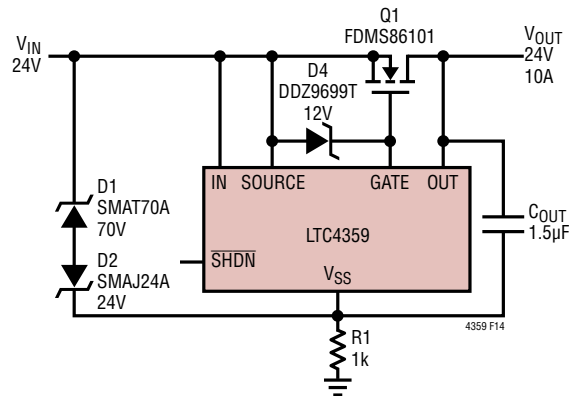 Q1
FDMS86101
VIN
24V
VOUT
24V
10A
D4
DDZ9699T
12V
IN
SOURCE
GATE
OUT
D1
SMAT70A
70V
LTC4359
COUT
1.5µF
SHDN
D2
SMAJ24A
24V
VSS
4359 F14
R1
1k